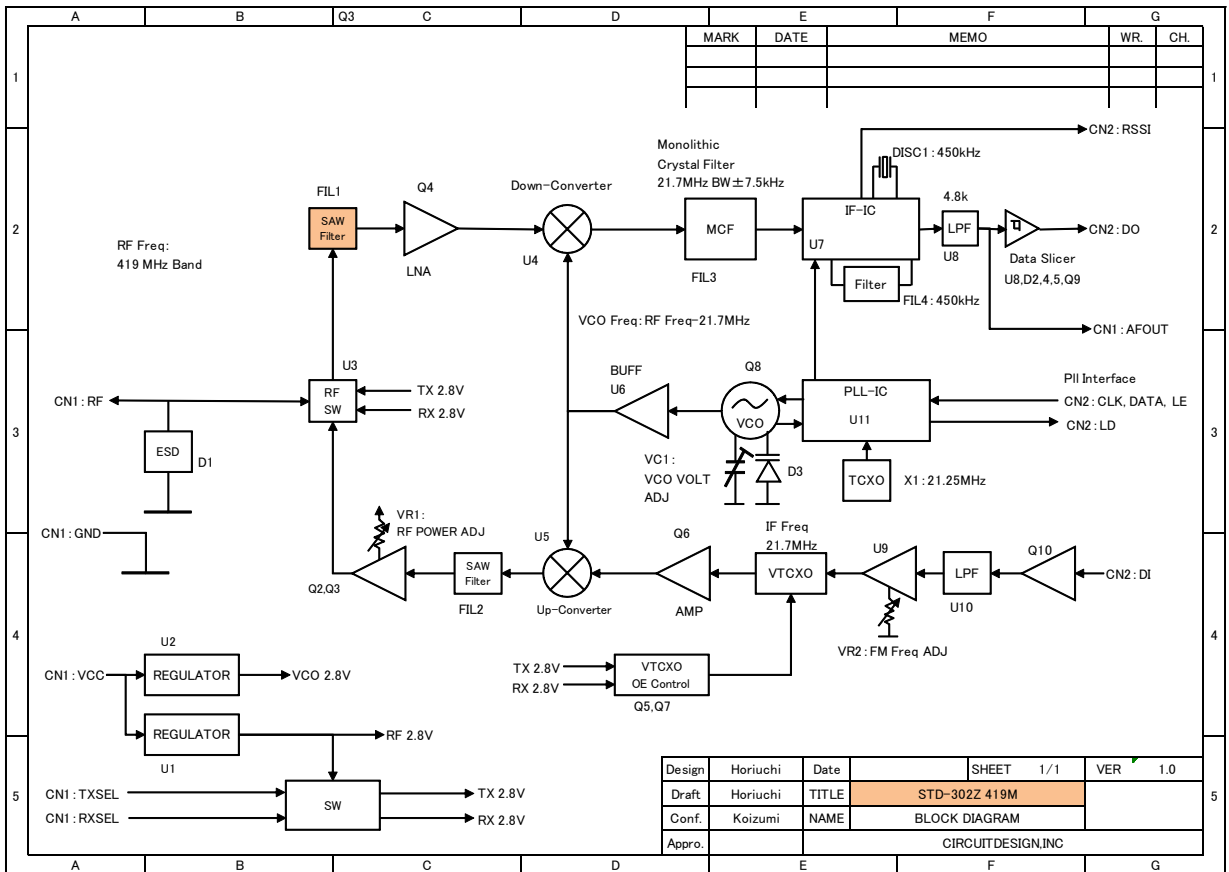 A B Q3 C D E F G
MARK DATE MEMO WR. CH.
1 1
CN2:RSSI
Monolithic
Crystal Filter
21.7MHz BW±7.5kHz
DISC1:450kHz
FIL1
Q4
Down-Converter
IF-IC
4.8k
2 2
RF Freq:
419 MHz Band
SAW
Filter
MCF
LPF
CN2:DO
LNA
U4
FIL3
U7
U8
Data Slicer
U8,D2,4,5,Q9
Filter
FIL4:450kHz
VCO Freq:RF Freq-21.7MHz
CN1:AFOUT
U3
BUFF
U6
Q8
PLL-IC
Pll Interface
CN1:RF
RF
SW
TX 2.8V
RX 2.8V
VCO
U11
CN2:CLK, DATA, LE
CN2:LD
3 3
ESD
D1
VC1:
VCO VOLT
ADJ
D3
TCXO
X1:21.25MHz
CN1:GND
VR1:
RF POWER ADJ
U5
Q6
IF Freq
21.7MHz
U9
Q10
Q2,Q3
SAW
Filter
FIL2
Up-Converter
AMP
VTCXO
LPF
U10
CN2:DI
4 4
U2
VR2:FM Freq ADJ
CN1:VCC
REGULATOR
VCO 2.8V
TX 2.8V
RX 2.8V
VTCXO
OE Control
Q5,Q7
REGULATOR
RF 2.8V
U1
5 5
CN1:TXSEL
CN1:RXSEL
SW
TX 2.8V
RX 2.8V
Design Horiuchi Date SHEET 1/1 VER 1.0
Draft Horiuchi TITLE STD-302Z 419M
Conf. Koizumi NAME BLOCK DIAGRAM
Appro. CIRCUITDESIGN,INC
A B C D E F G